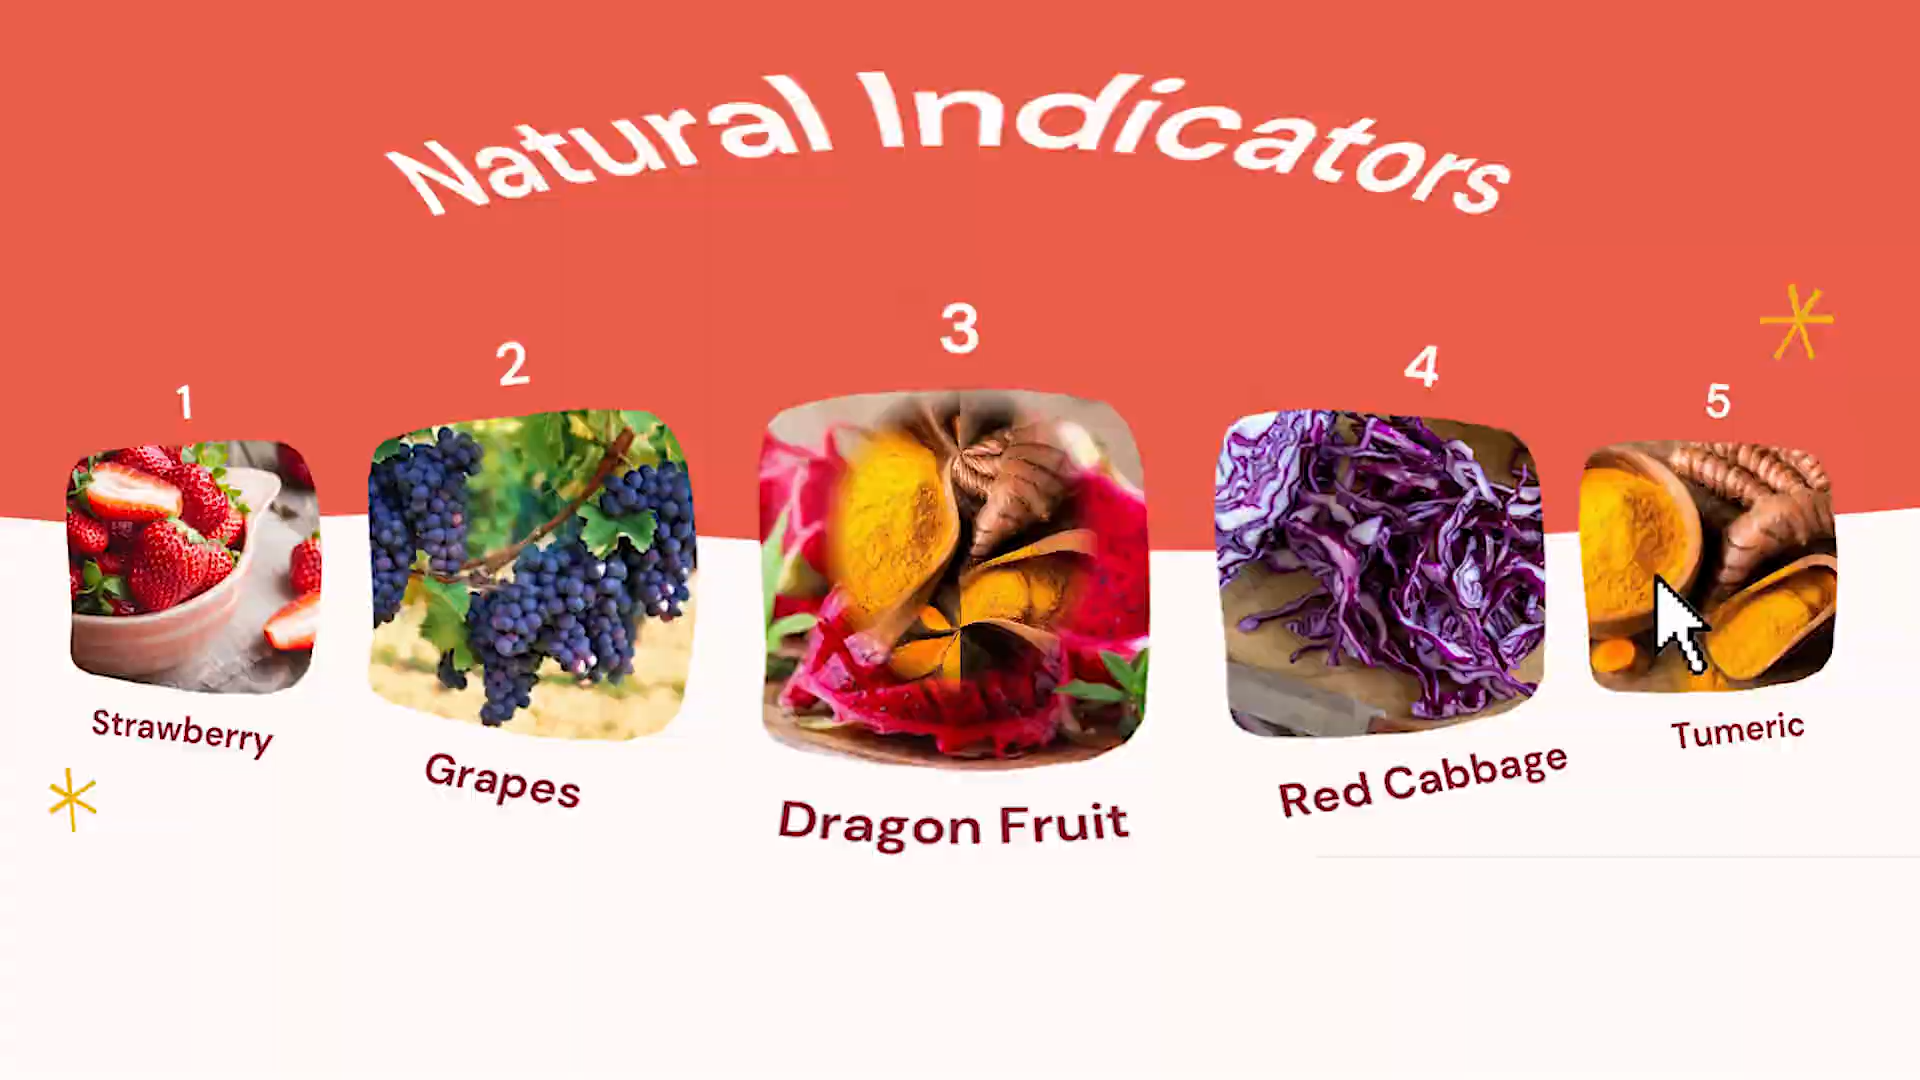 Natural Indicators
1
2
3
4
5
Strawberry
Grapes
Dragon Fruit
Red Cabbage
Tumeric